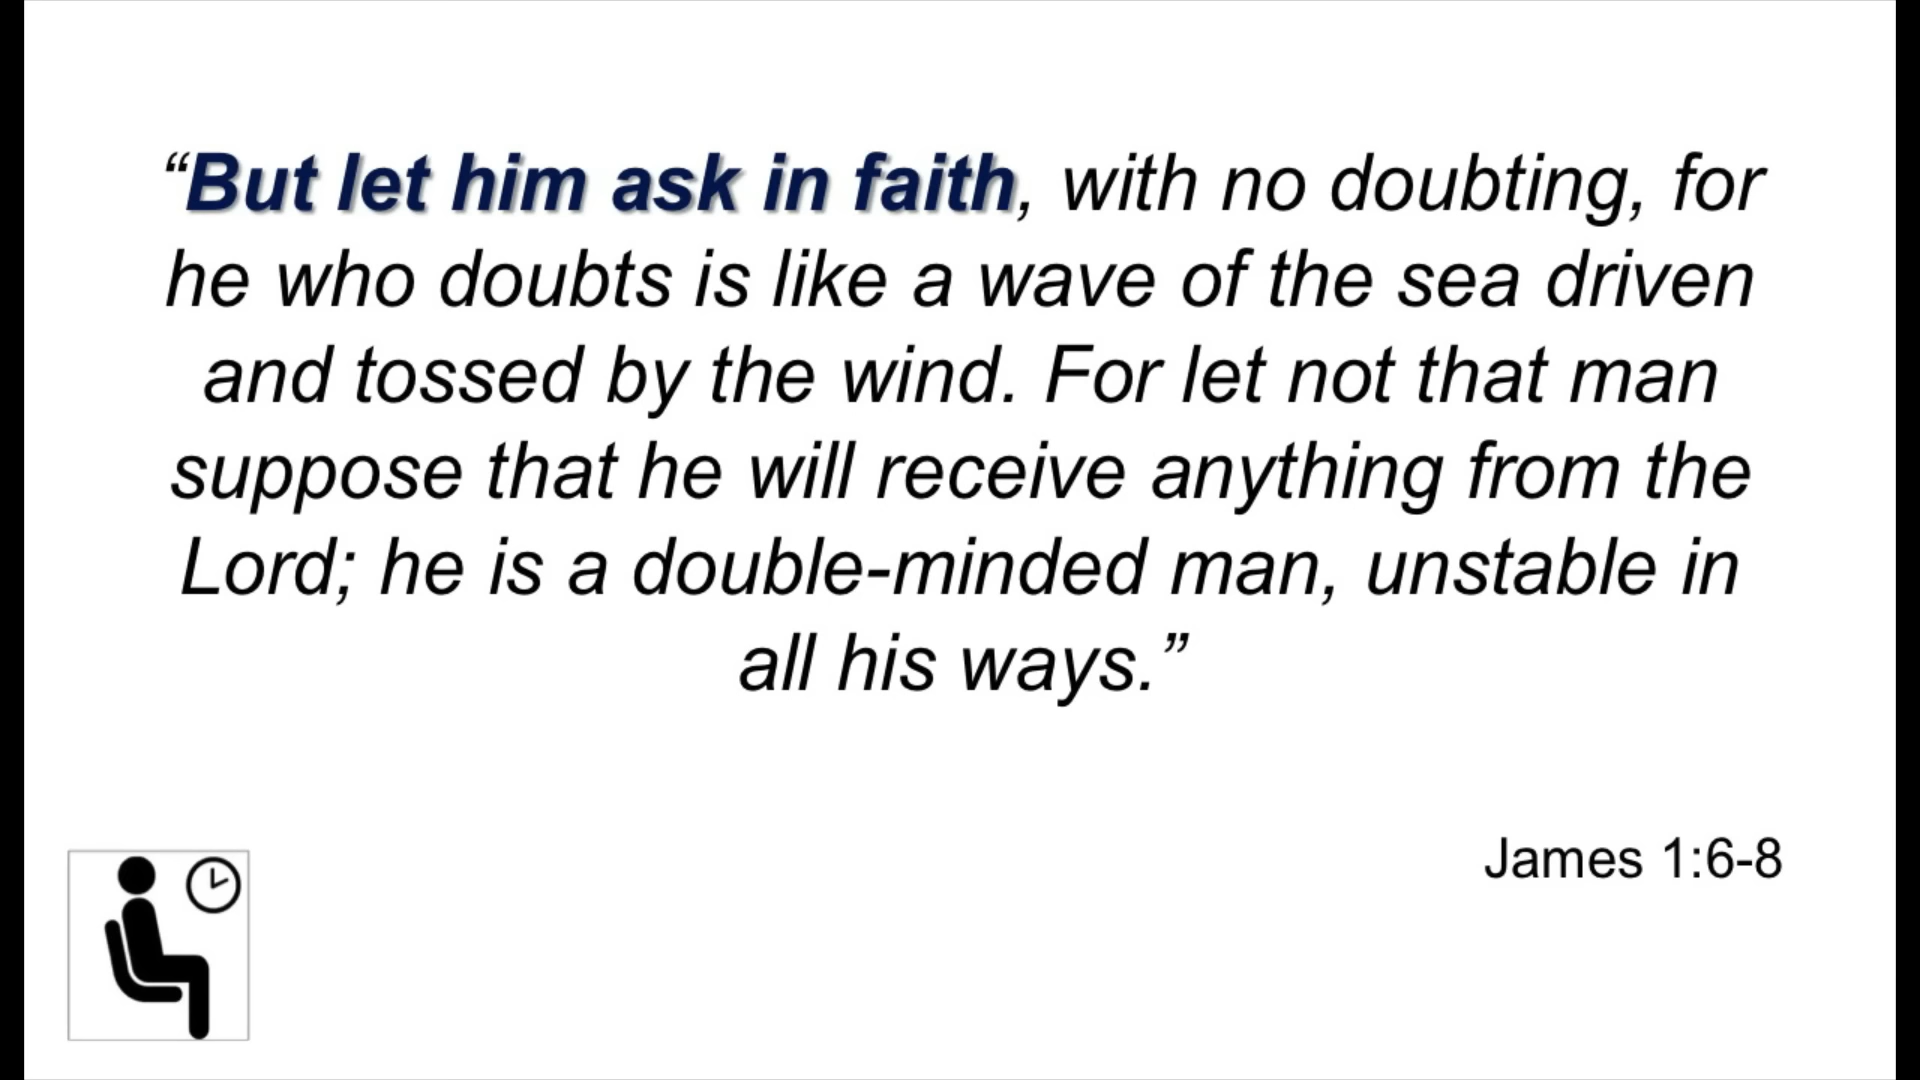 “But let him ask in faith, with no doubting, for
he who doubts is like a wave of the sea driven
and tossed by the wind. For let not that man
suppose that he will receive anything from the
Lord; he is a double-minded man, unstable in
all his ways.”
James 1:6-8